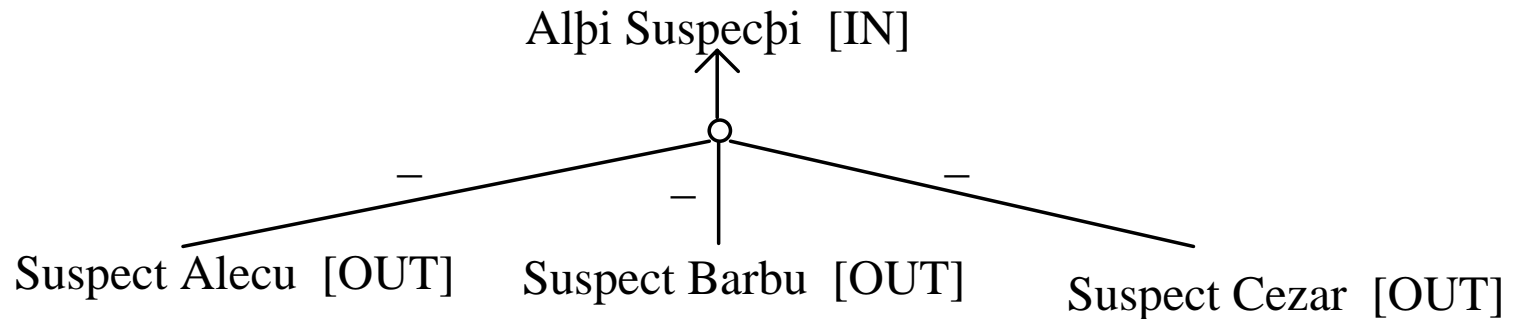 Alþi Suspecþi [IN]
– – –
Suspect Alecu [OUT] Suspect Barbu [OUT] Suspect Cezar [OUT]